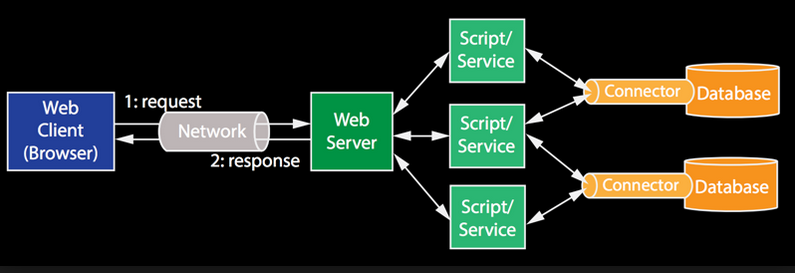 Web
Client
(Browser)
1: request
Network
2: response
Web
Server
Script/
Service
Script/
Service
Script/
Service
Connector
Database
Connector
Database